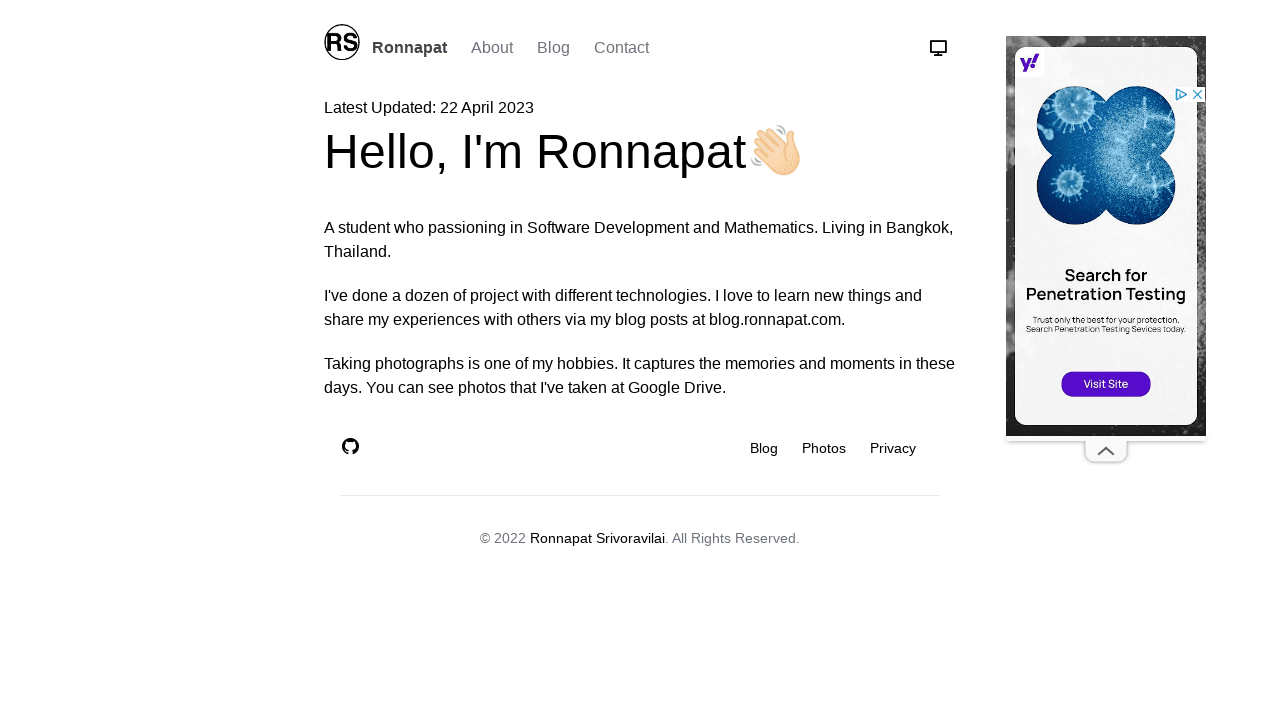 RS
Ronnapat
About
Blog
Contact
Latest Updated: 22 April 2023
Hello, I'm Ronnapat👋🏻
A student who passioning in Software Development and Mathematics. Living in Bangkok,
Thailand.
I've done a dozen of project with different technologies. I love to learn new things and
share my experiences with others via my blog posts at blog.ronnapat.com.
Taking photographs is one of my hobbies. It captures the memories and moments in these
days. You can see photos that I've taken at Google Drive.
Blog
Photos
Privacy
© 2022 Ronnapat Srivoravilai. All Rights Reserved.
y!
Search for
Penetration Testing
Trust only the best for your protection.
Search Penetration Testing Sevices today.
Visit Site